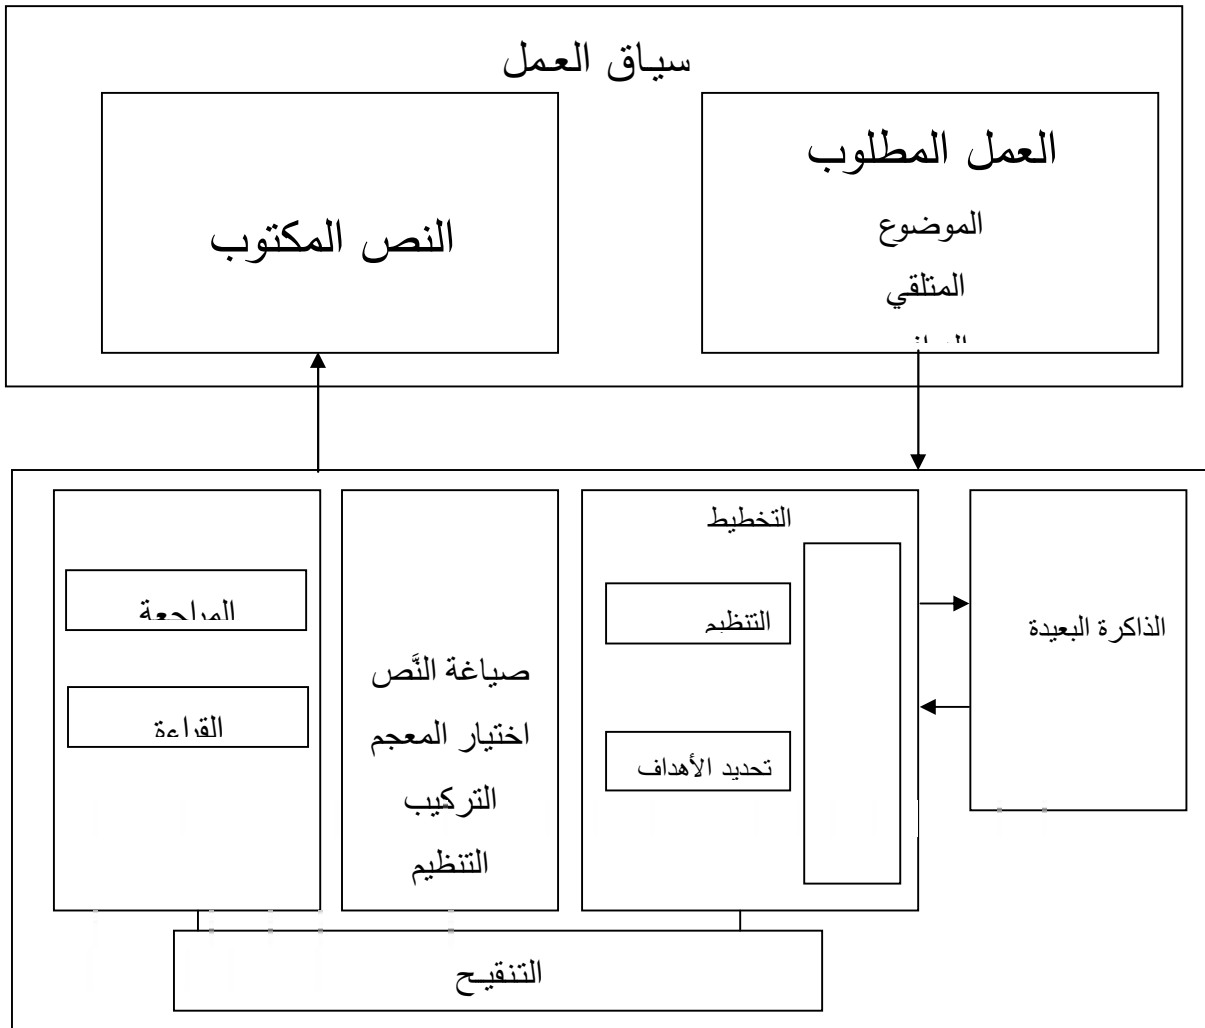 سياق العمل
العمل المطلوب
الموضوع
المتلقي
النص المكتوب
الذاكرة البعيدة
التخطيط
التنظيم
تحديد الأهداف
صياغة النَّص
اختيار المعجم
التركيب
التنظيم
المراجعة
القراءة
التنقيح